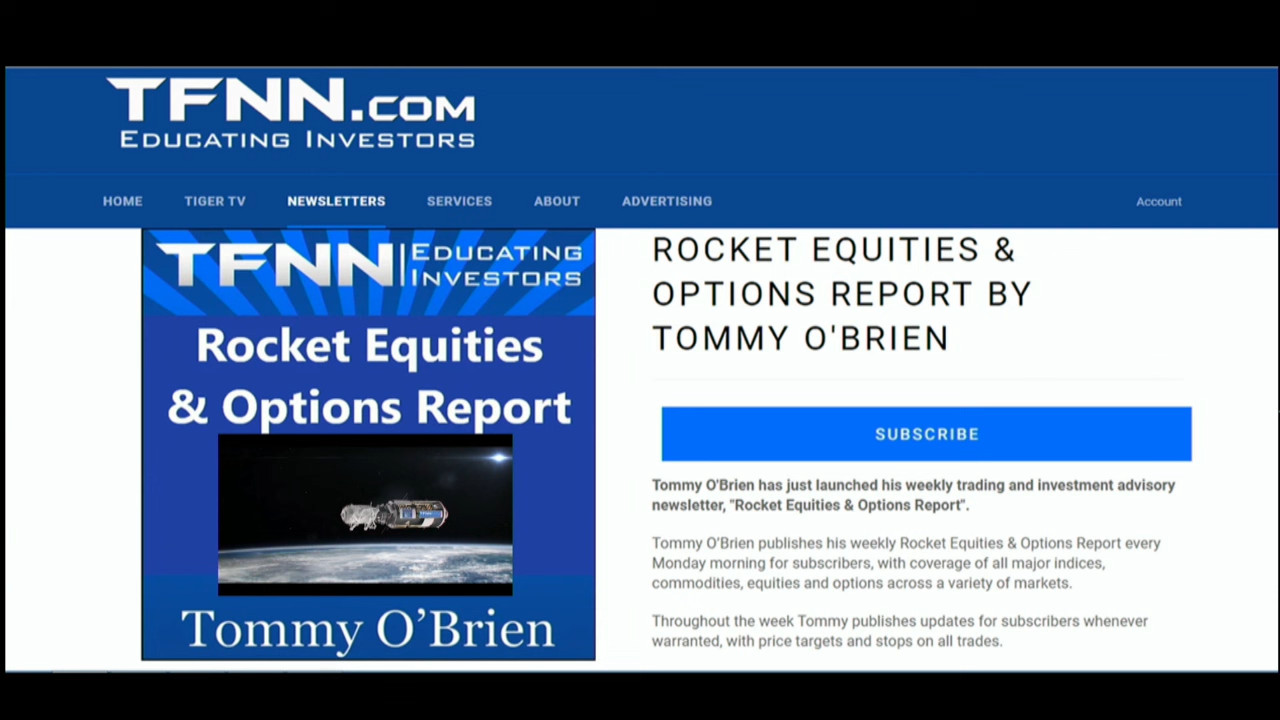 TFNN.COM
EDUCATING INVESTORS
HOME TIGER TV NEWSLETTERS SERVICES ABOUT ADVERTISING Account
TFNN EDUCATING INVESTORS
Rocket Equities
& Options Report
TFNN
Tommy O’Brien
ROCKET EQUITIES &
OPTIONS REPORT BY
TOMMY O'BRIEN
SUBSCRIBE
Tommy O'Brien has just launched his weekly trading and investment advisory
newsletter, "Rocket Equities & Options Report".
Tommy O’Brien publishes his weekly Rocket Equities & Options Report every
Monday morning for subscribers, with coverage of all major indices,
commodities, equities and options across a variety of markets.
Throughout the week Tommy publishes updates for subscribers whenever
warranted, with price targets and stops on all trades.